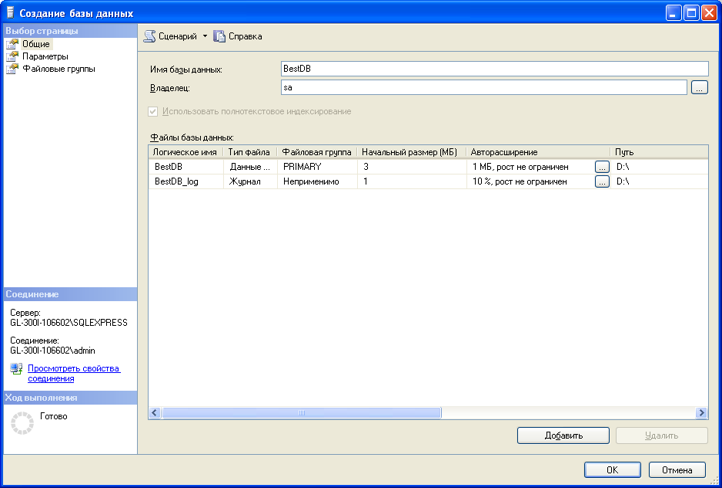 Создание базы данных
Выбор страницы
Общие
Параметры
Файловые группы
Сценарий Справка
Имя базы данных: BestDB
Владелец: sa ...
Использовать полнотекстовое индексирование
Файлы базы данных:
Логическое имя Тип файла Файловая группа Начальный размер (МБ) Авторасширение Путь
BestDB Данные ... PRIMARY 3 1 МБ, рост не ограничен ... D:\
BestDB_log Журнал Неприменимо 1 10 %, рост не ограничен ... D:\
Соединение
Сервер:
GL-300I-106602\SQLEXPRESS
Соединение:
GL-300I-106602\admin
Просмотреть свойства
соединения
Ход выполнения
Готово
Добавить Удалить
OK Отмена